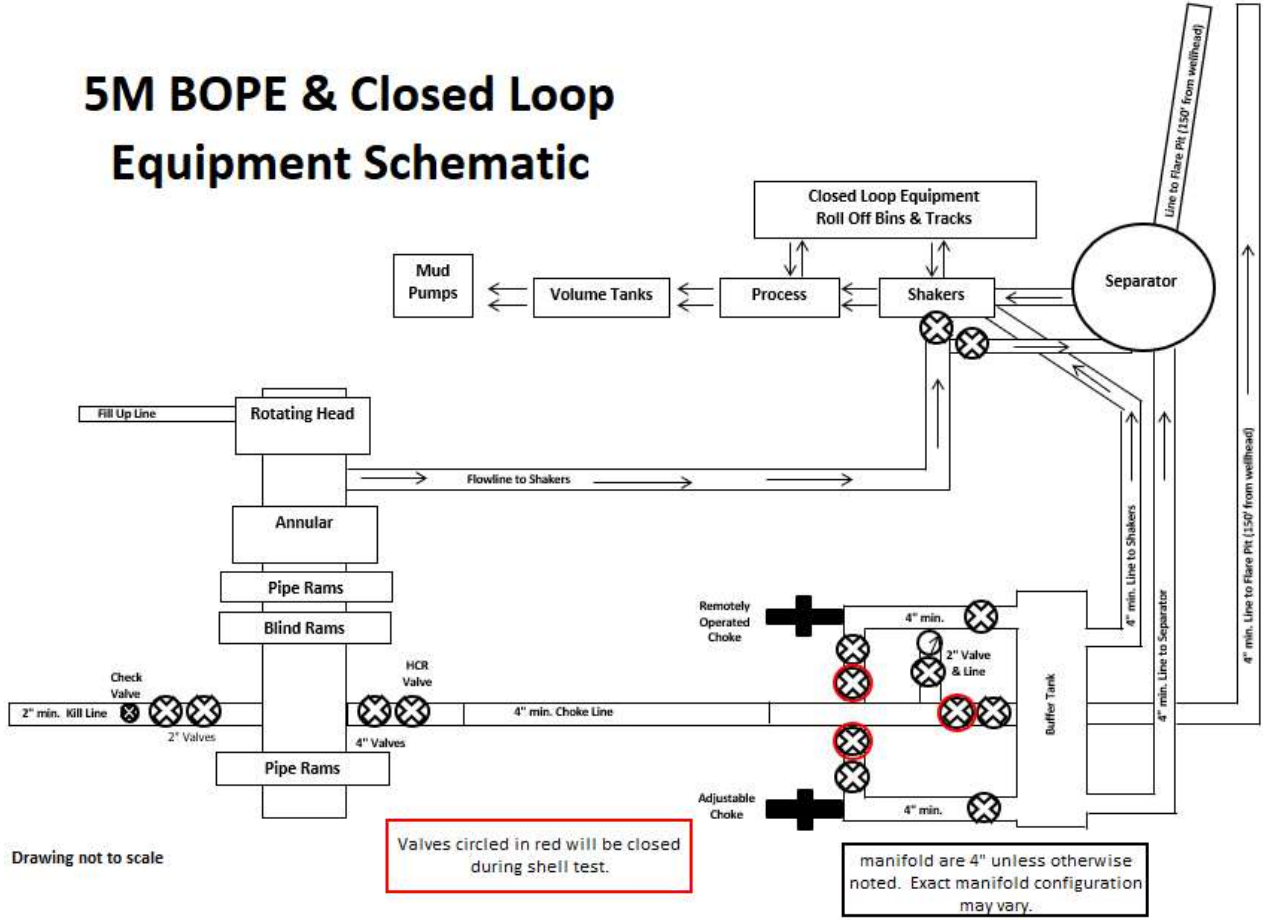 5M BOPE & Closed Loop
Equipment Schematic
Line to Flare Pit (150' from wellhead)
Closed Loop Equipment
Roll Off Bins & Tracks
Mud
Pumps
Volume Tanks
Process
Shakers
Separator
Fill Up Line
Rotating Head
Flowline to Shakers
Annular
Pipe Rams
Blind Rams
Check
Valve
2" min. Kill Line
2" Valves
HCR
Valve
4" Valves
4" min. Choke Line
Pipe Rams
Remotely
Operated
Choke
4" min.
2" Valve
& Line
Adjustable
Choke
4" min.
Buffer Tank
4" min. Line to Shakers
4" min. Line to Separator
4" min. Line to Flare Pit (150' from wellhead)
Drawing not to scale
Valves circled in red will be closed
during shell test.
manifold are 4" unless otherwise
noted. Exact manifold configuration
may vary.